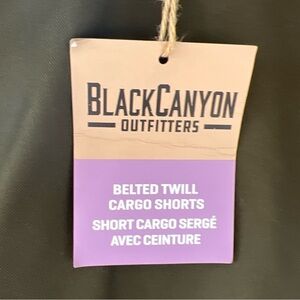 BLACKCANYON
OUTFITTERS
BELTED TWILL
CARGO SHORTS
SHORT CARGO SERGÉ
AVEC CEINTURE